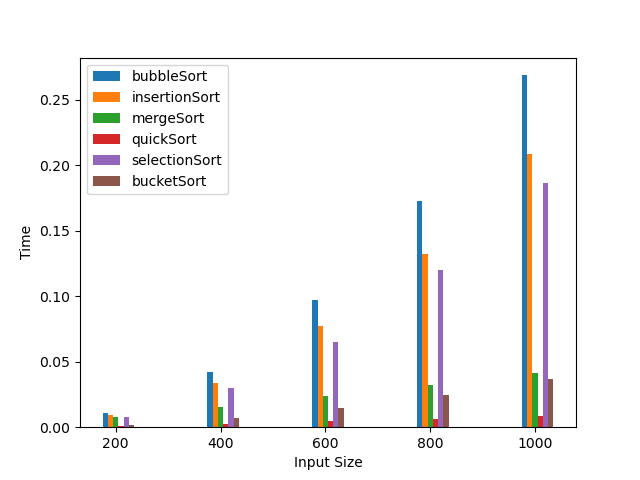 bubbleSort
insertionSort
mergeSort
quickSort
selectionSort
bucketSort
0.25
0.20
0.15
0.10
0.05
0.00
Time
200 400 600 800 1000
Input Size